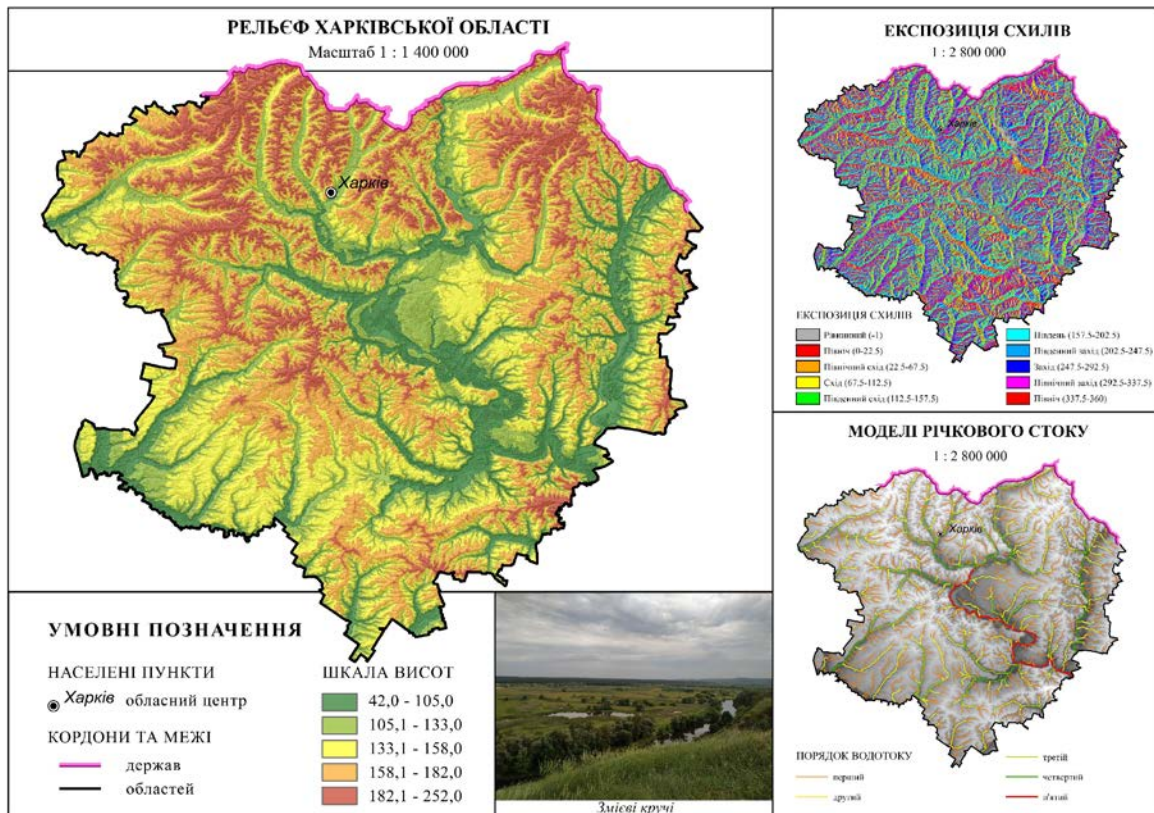 РЕЛЬЄФ ХАРКІВСЬКОЇ ОБЛАСТІ
Масштаб 1 : 1 400 000
Харків
УМОВНІ ПОЗНАЧЕННЯ
НАСЕЛЕНІ ПУНКТИ
Харків обласний центр
КОРДОНИ ТА МЕЖІ
держав
областей
ШКАЛА ВИСОТ
42,0 - 105,0
105,1 - 133,0
133,1 - 158,0
158,1 - 182,0
182,1 - 252,0
Змієві кручі
ЕКСПОЗИЦІЯ СХИЛІВ
1 : 2 800 000
Харків
ЕКСПОЗИЦІЯ СХИЛІВ
Рівнинний (-1)
Північ (0-22.5)
Північний схід (22.5-67.5)
Схід (67.5-112.5)
Південний схід (112.5-157.5)
Південь (157.5-202.5)
Південний захід (202.5-247.5)
Захід (247.5-292.5)
Північний захід (292.5-337.5)
Північ (337.5-360)
МОДЕЛІ РІЧКОВОГО СТОКУ
1 : 2 800 000
Харків
ПОРЯДОК ВОДОТОКУ
перший
другий
третій
четвертий
п'ятий